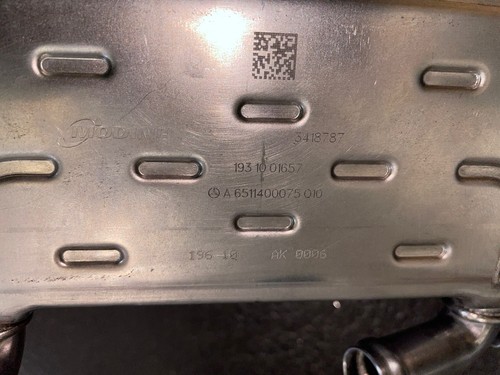 MODINE
3418787
193 10 01657
A 6511400075 010
196-10 AK 0006